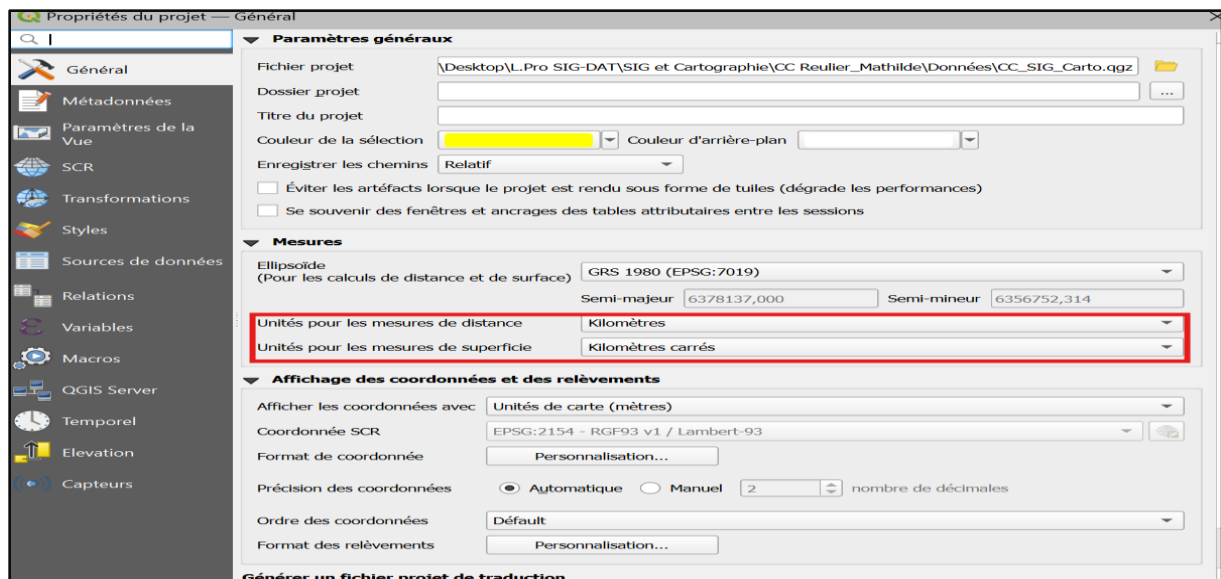 Propriétés du projet — Général
Général
Métadonnées
Paramètres de la
Vue
SCR
Transformations
Styles
Sources de données
Relations
Variables
Macros
QGIS Server
Temporel
Elevation
Capteurs
Paramètres généraux
Fichier projet \Desktop\L.Pro SIG-DAT\SIG et Cartographie\CC Reulier_Mathilde\Données\CC_SIG_Carto.qgz
Dossier projet ...
Titre du projet
Couleur de la sélection Couleur d'arrière-plan
Enregistrer les chemins Relatif
Éviter les artéfacts lorsque le projet est rendu sous forme de tuiles (dégrade les performances)
Se souvenir des fenêtres et ancrages des tables attributaires entre les sessions
Mesures
Ellipsoïde
(Pour les calculs de distance et de surface) GRS 1980 (EPSG:7019)
Semi-majeur 6378137,000 Semi-mineur 6356752,314
Unités pour les mesures de distance Kilomètres
Unités pour les mesures de superficie Kilomètres carrés
Affichage des coordonnées et des relèvements
Afficher les coordonnées avec Unités de carte (mètres)
Coordonnée SCR EPSG:2154 - RGF93 v1 / Lambert-93
Format de coordonnée Personnalisation...
Précision des coordonnées Automatique Manuel 2 nombre de décimales
Ordre des coordonnées Défault
Format des relèvements Personnalisation...
Générer un fichier projet de traduction